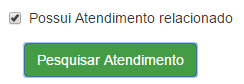 Possui Atendimento relacionado
Pesquisar Atendimento